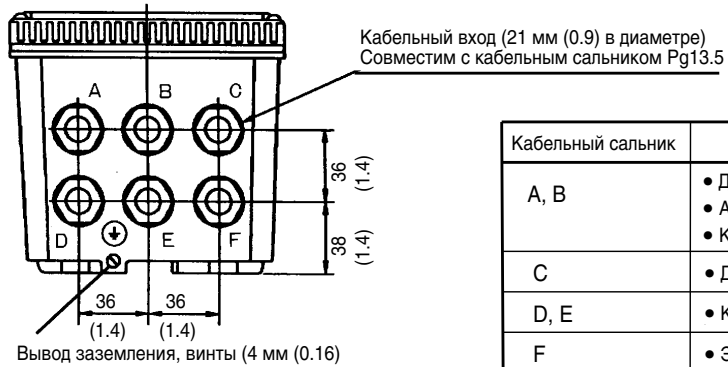 Кабельный вход (21 мм (0.9) в диаметре)
Совместим с кабельным сальником Pg13.5
A B C
D E F
36
(1.4)
38
(1.4)
36 36
(1.4) (1.4)
Вывод заземления, винты (4 мм (0.16)
Кабельный сальник
A, B
C
D, E
F